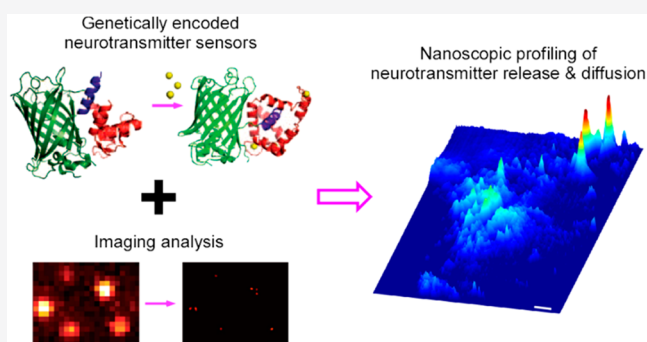 Genetically encoded
neurotransmitter sensors
Nanoscopic profiling of
neurotransmitter release & diffusion
Imaging analysis